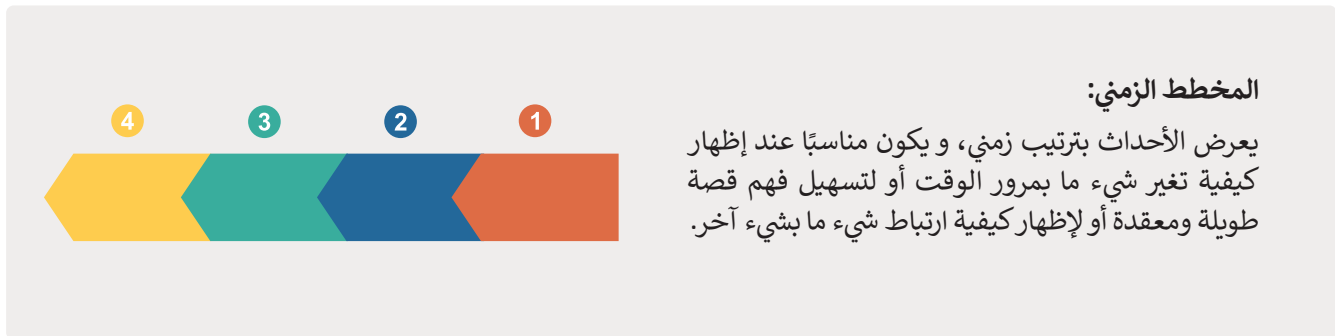 المخطط الزمني:
يعرض الأحداث بترتيب زمني، و يكون مناسبًا عند إظهار
كيفية تغير شيء ما بمرور الوقت أو لتسهيل فهم قصة
طويلة ومعقدة أو لإظهار كيفية ارتباط شيء ما بشيء آخر.
1
2
3
4